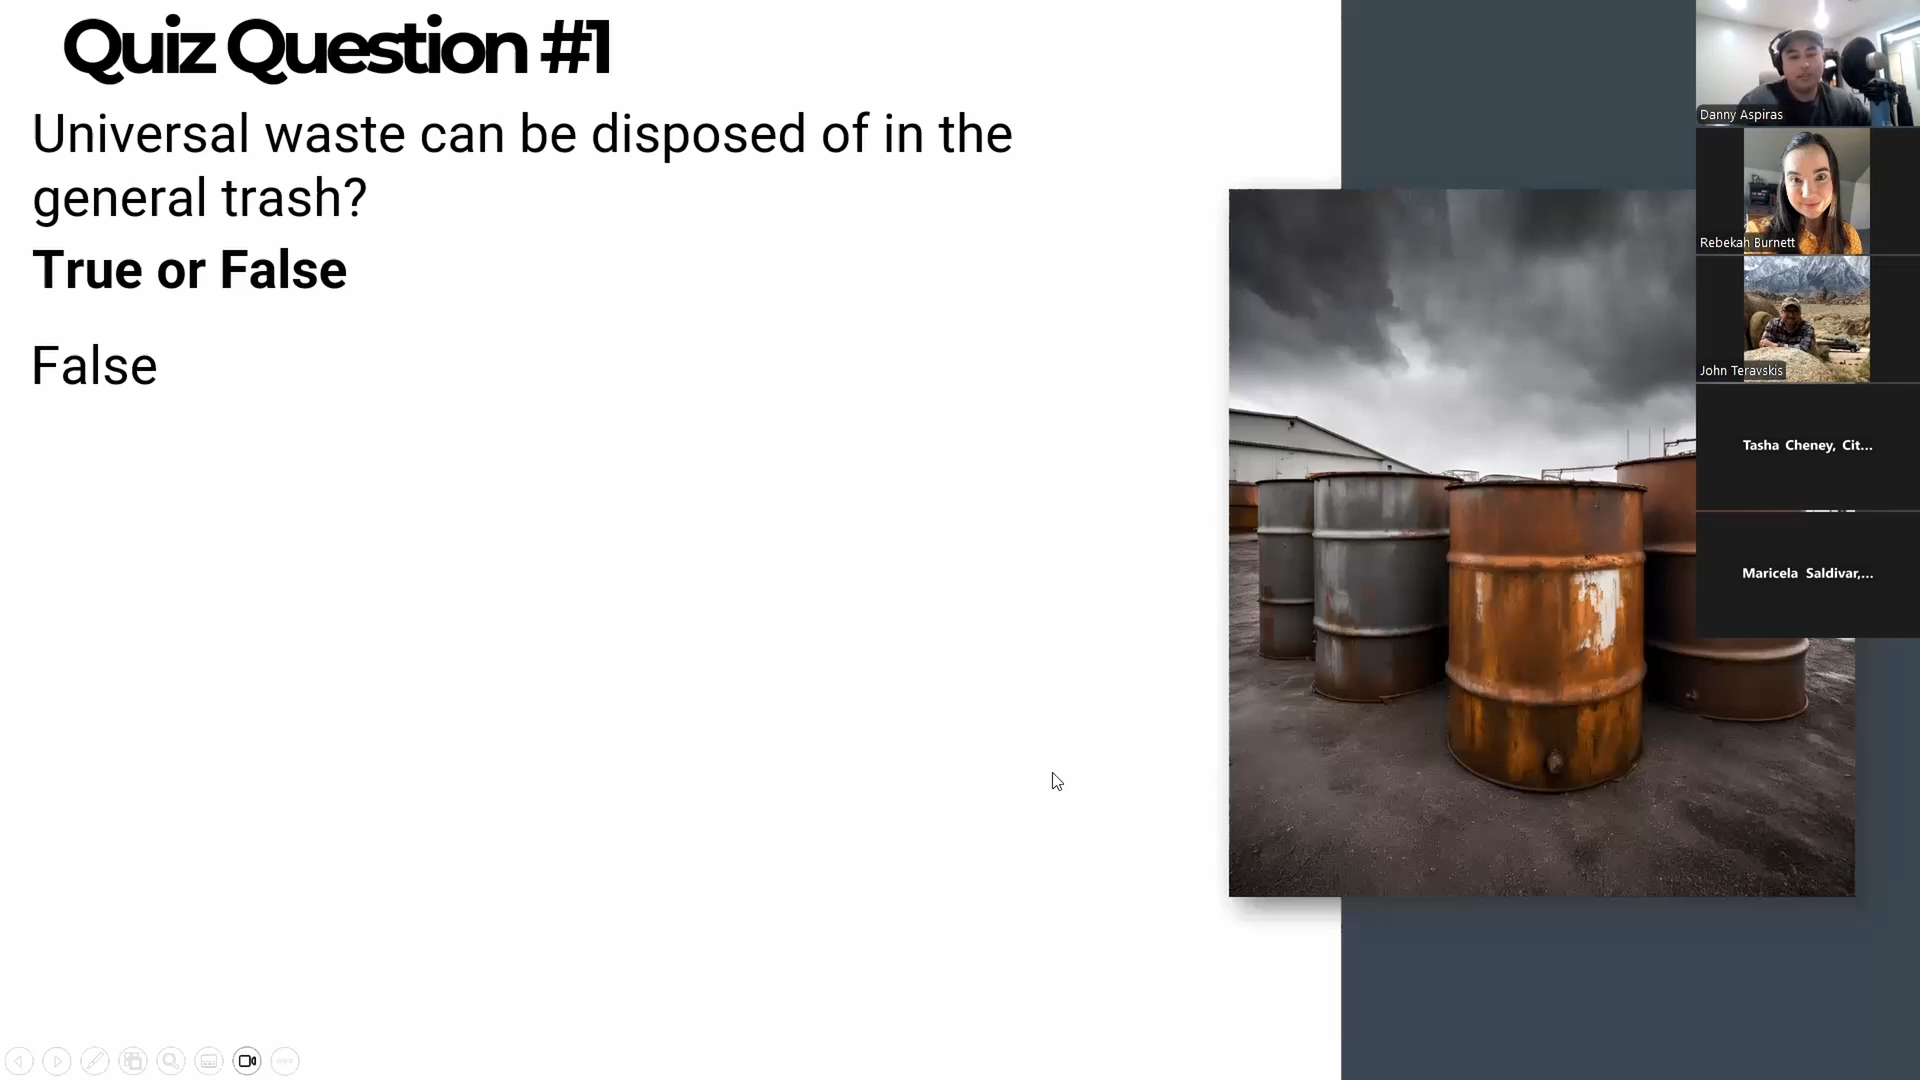 Quiz Question #1
Universal waste can be disposed of in the
general trash?
True or False
False
Danny Aspiras
Rebekah Burnett
John Teravskis
Tasha Cheney, Cit...
Maricela Saldivar,...